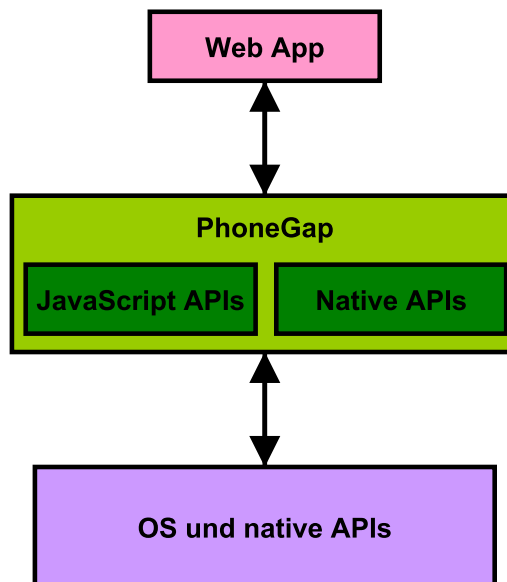 Web App
PhoneGap
JavaScript APIs
Native APIs
OS und native APIs